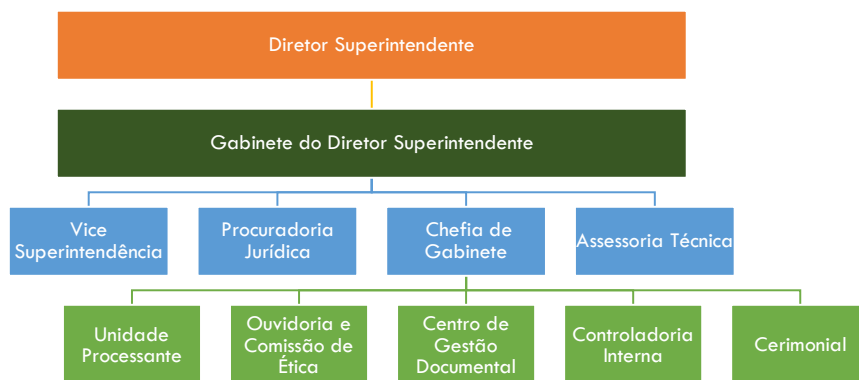 Diretor Superintendente
Gabinete do Diretor Superintendente
Vice
Superintendência
Procuradoria
Jurídica
Chefia de
Gabinete
Assessoria Técnica
Unidade
Processante
Ouvidoria e
Comissão de
Ética
Centro de
Gestão
Documental
Controladoria
Interna
Cerimonial